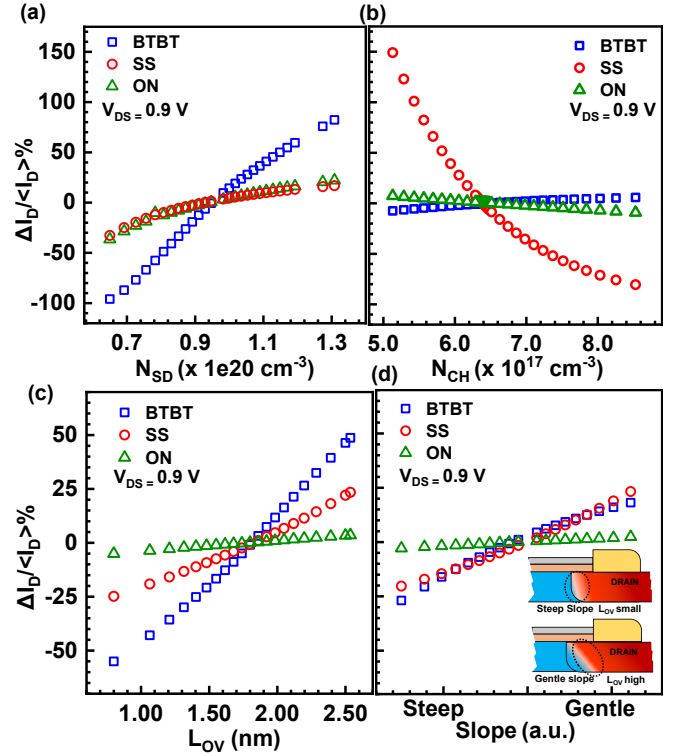 (a)
BTBT
SS
ON
V_DS = 0.9 V
150
100
50
0
-50
-100
ΔI_D/<I_D>%
0.7 0.9 1.1 1.3
N_SD (x 1e20 cm⁻³)
(b)
BTBT
SS
ON
V_DS = 0.9 V
5.0 6.0 7.0 8.0
N_CH (x 10¹⁷ cm⁻³)
(c)
BTBT
SS
ON
V_DS = 0.9 V
50
25
0
-25
-50
ΔI_D/<I_D>%
1.00 1.50 2.00 2.50
L_OV (nm)
(d)
BTBT
SS
ON
V_DS = 0.9 V
DRAIN
Steep Slope L_OV small
DRAIN
Gentle slope L_OV high
Steep Gentle
Slope (a.u.)